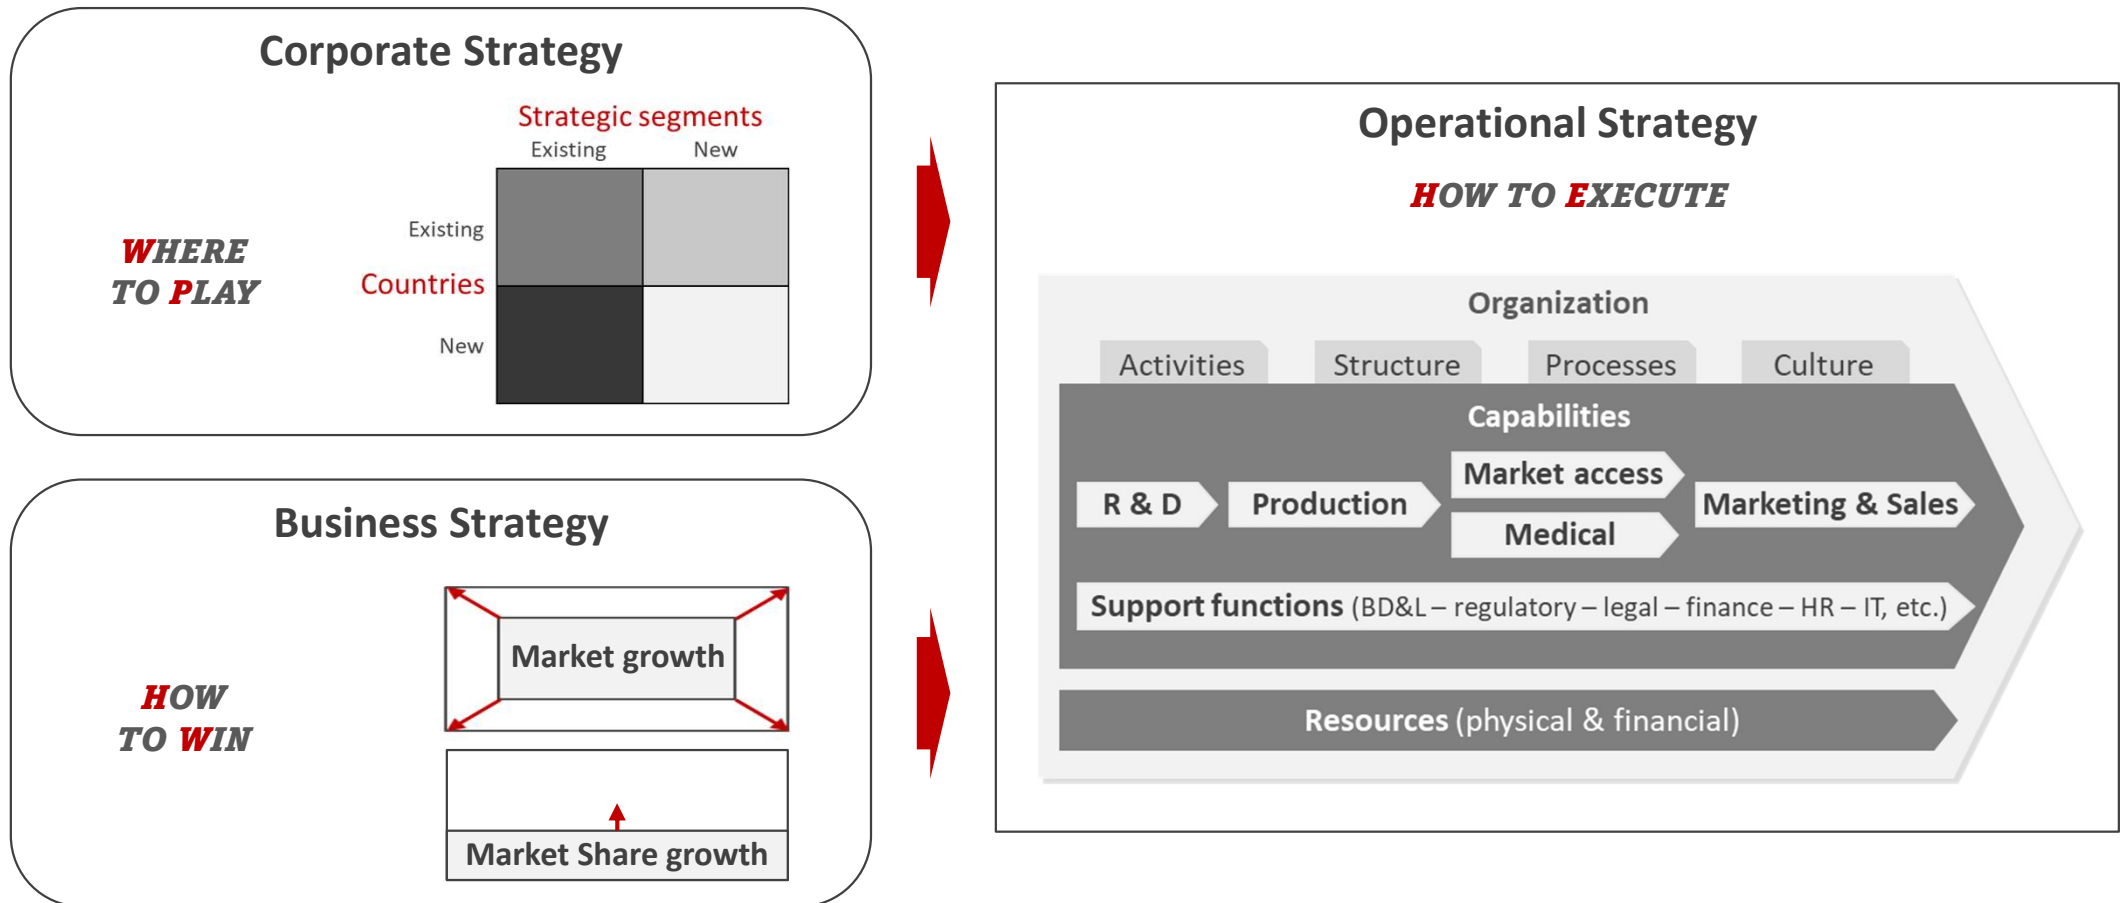 Corporate Strategy
Strategic segments
Existing New
Existing
WHERE
TO PLAY
Countries
New
Business Strategy
Market growth
HOW
TO WIN
Market Share growth
Operational Strategy
HOW TO EXECUTE
Organization
Activities Structure Processes Culture
Capabilities
R & D Production
Market access
Medical
Marketing & Sales
Support functions (BD&L – regulatory – legal – finance – HR – IT, etc.)
Resources (physical & financial)